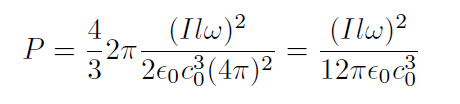 $P = \frac{4}{3} 2\pi \frac{(Il\omega)^2}{2\epsilon_0 c_0^3 (4\pi)^2} = \frac{(Il\omega)^2}{12\pi\epsilon_0 c_0^3}$